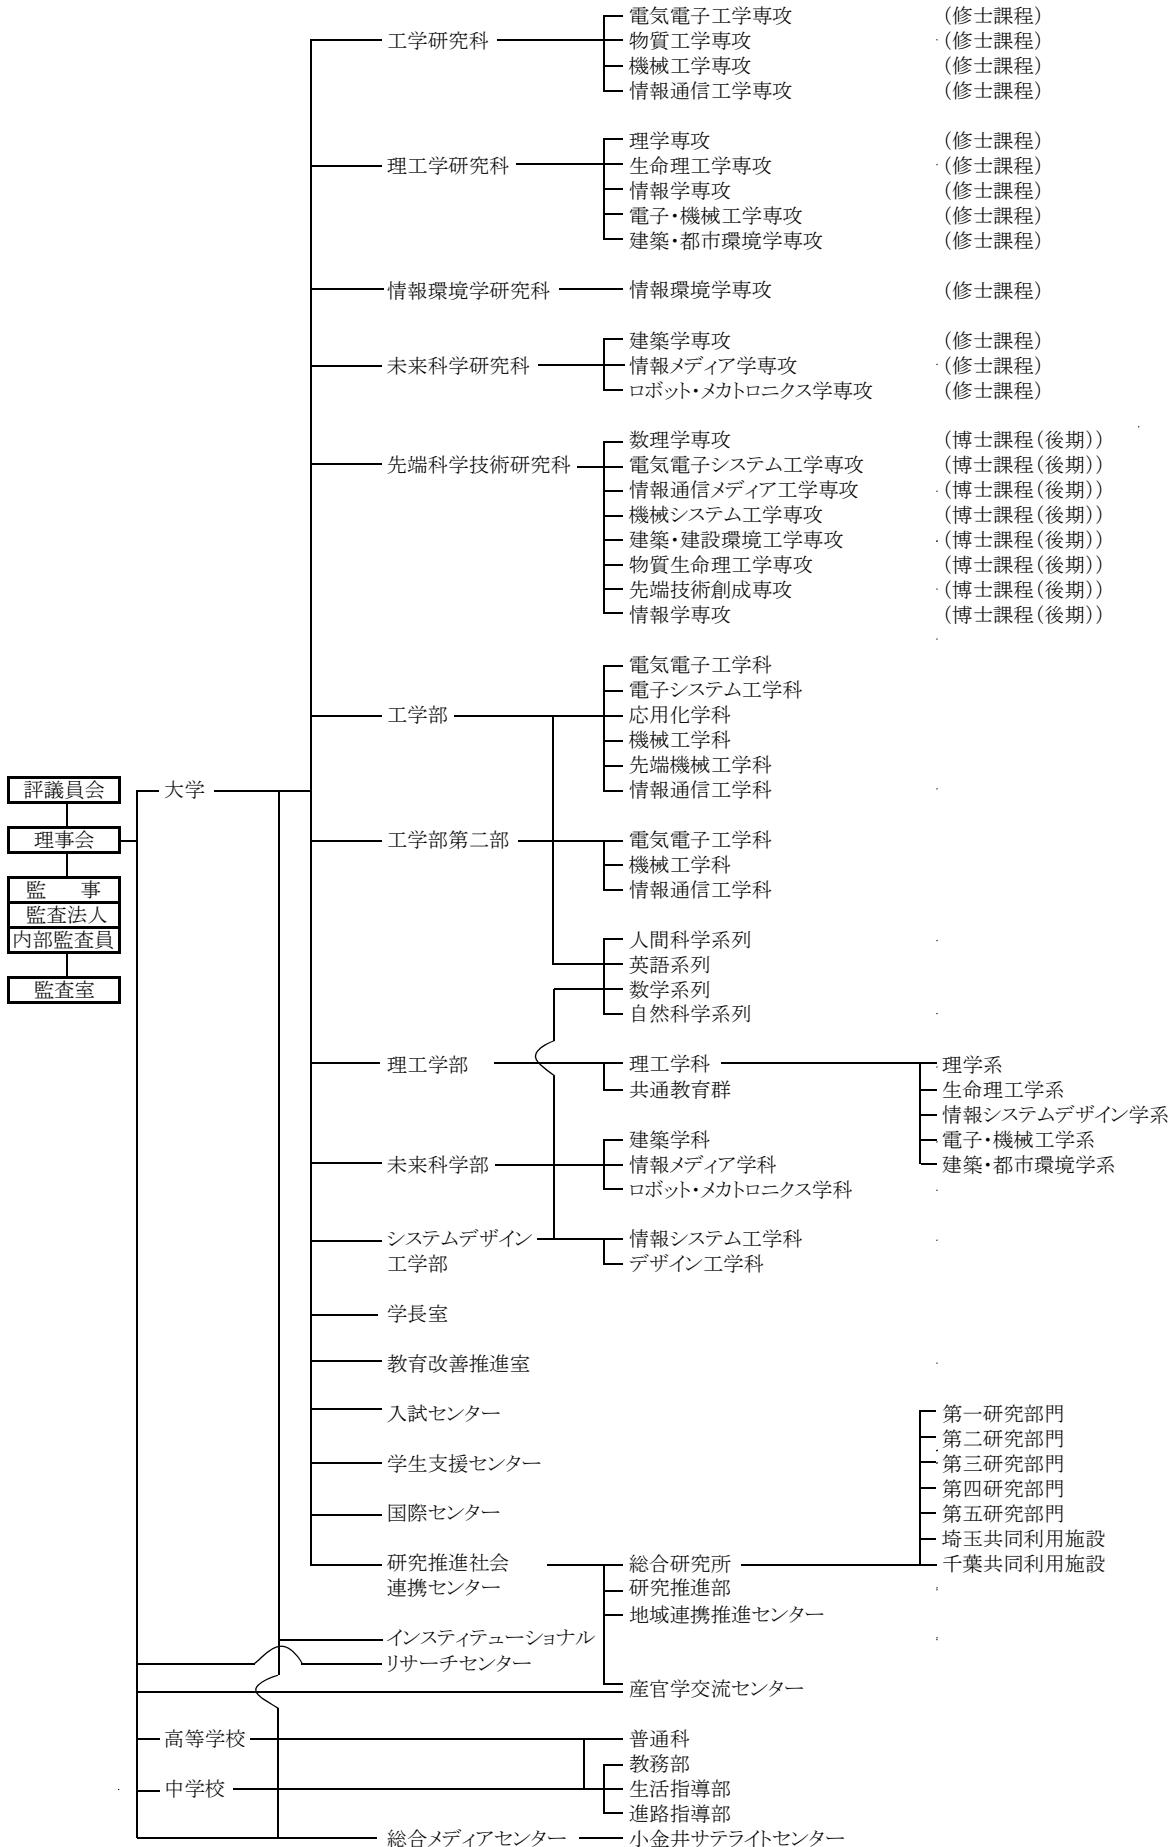 電気電子工学専攻 (修士課程)
工学研究科 物質工学専攻 (修士課程)
機械工学専攻 (修士課程)
情報通信工学専攻 (修士課程)
理学専攻 (修士課程)
理工学研究科 生命理工学専攻 (修士課程)
情報学専攻 (修士課程)
電子・機械工学専攻 (修士課程)
建築・都市環境学専攻 (修士課程)
情報環境学研究科 情報環境学専攻 (修士課程)
建築学専攻 (修士課程)
未来科学研究科 情報メディア学専攻 (修士課程)
ロボット・メカトロニクス学専攻 (修士課程)
数理学専攻 (博士課程(後期))
先端科学技術研究科 電気電子システム工学専攻 (博士課程(後期))
情報通信メディア工学専攻 (博士課程(後期))
機械システム工学専攻 (博士課程(後期))
建築・建設環境工学専攻 (博士課程(後期))
物質生命理工学専攻 (博士課程(後期))
先端技術創成専攻 (博士課程(後期))
情報学専攻 (博士課程(後期))
電気電子工学科
電子システム工学科
工学部 応用化学科
機械工学科
先端機械工学科
評議員会 大学 情報通信工学科
理事会 工学部第二部 電気電子工学科
機械工学科
監 事 情報通信工学科
監査法人
内部監査員 人間科学系列
英語系列
監査室 数学系列
自然科学系列
理工学部 理工学科 理学系
共通教育群 生命理工学系
情報システムデザイン学系
建築学科 電子・機械工学系
未来科学部 情報メディア学科 建築・都市環境学系
ロボット・メカトロニクス学科
システムデザイン 情報システム工学科
工学部 デザイン工学科
学長室
教育改善推進室
入試センター 第一研究部門
第二研究部門
学生支援センター 第三研究部門
第四研究部門
国際センター 第五研究部門
埼玉共同利用施設
研究推進社会 総合研究所 千葉共同利用施設
連携センター 研究推進部
地域連携推進センター
インスティテューショナル
リサーチセンター
産官学交流センター
高等学校 普通科
教務部
中学校 生活指導部
進路指導部
総合メディアセンター 小金井サテライトセンター